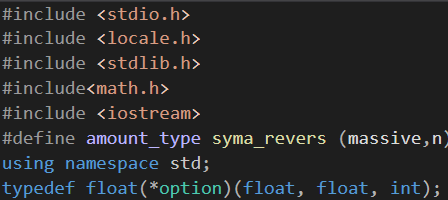 #include <stdio.h>
#include <locale.h>
#include <stdlib.h>
#include<math.h>
#include <iostream>
#define amount_type syma_revers (massive,n)
using namespace std;
typedef float(*option)(float, float, int);